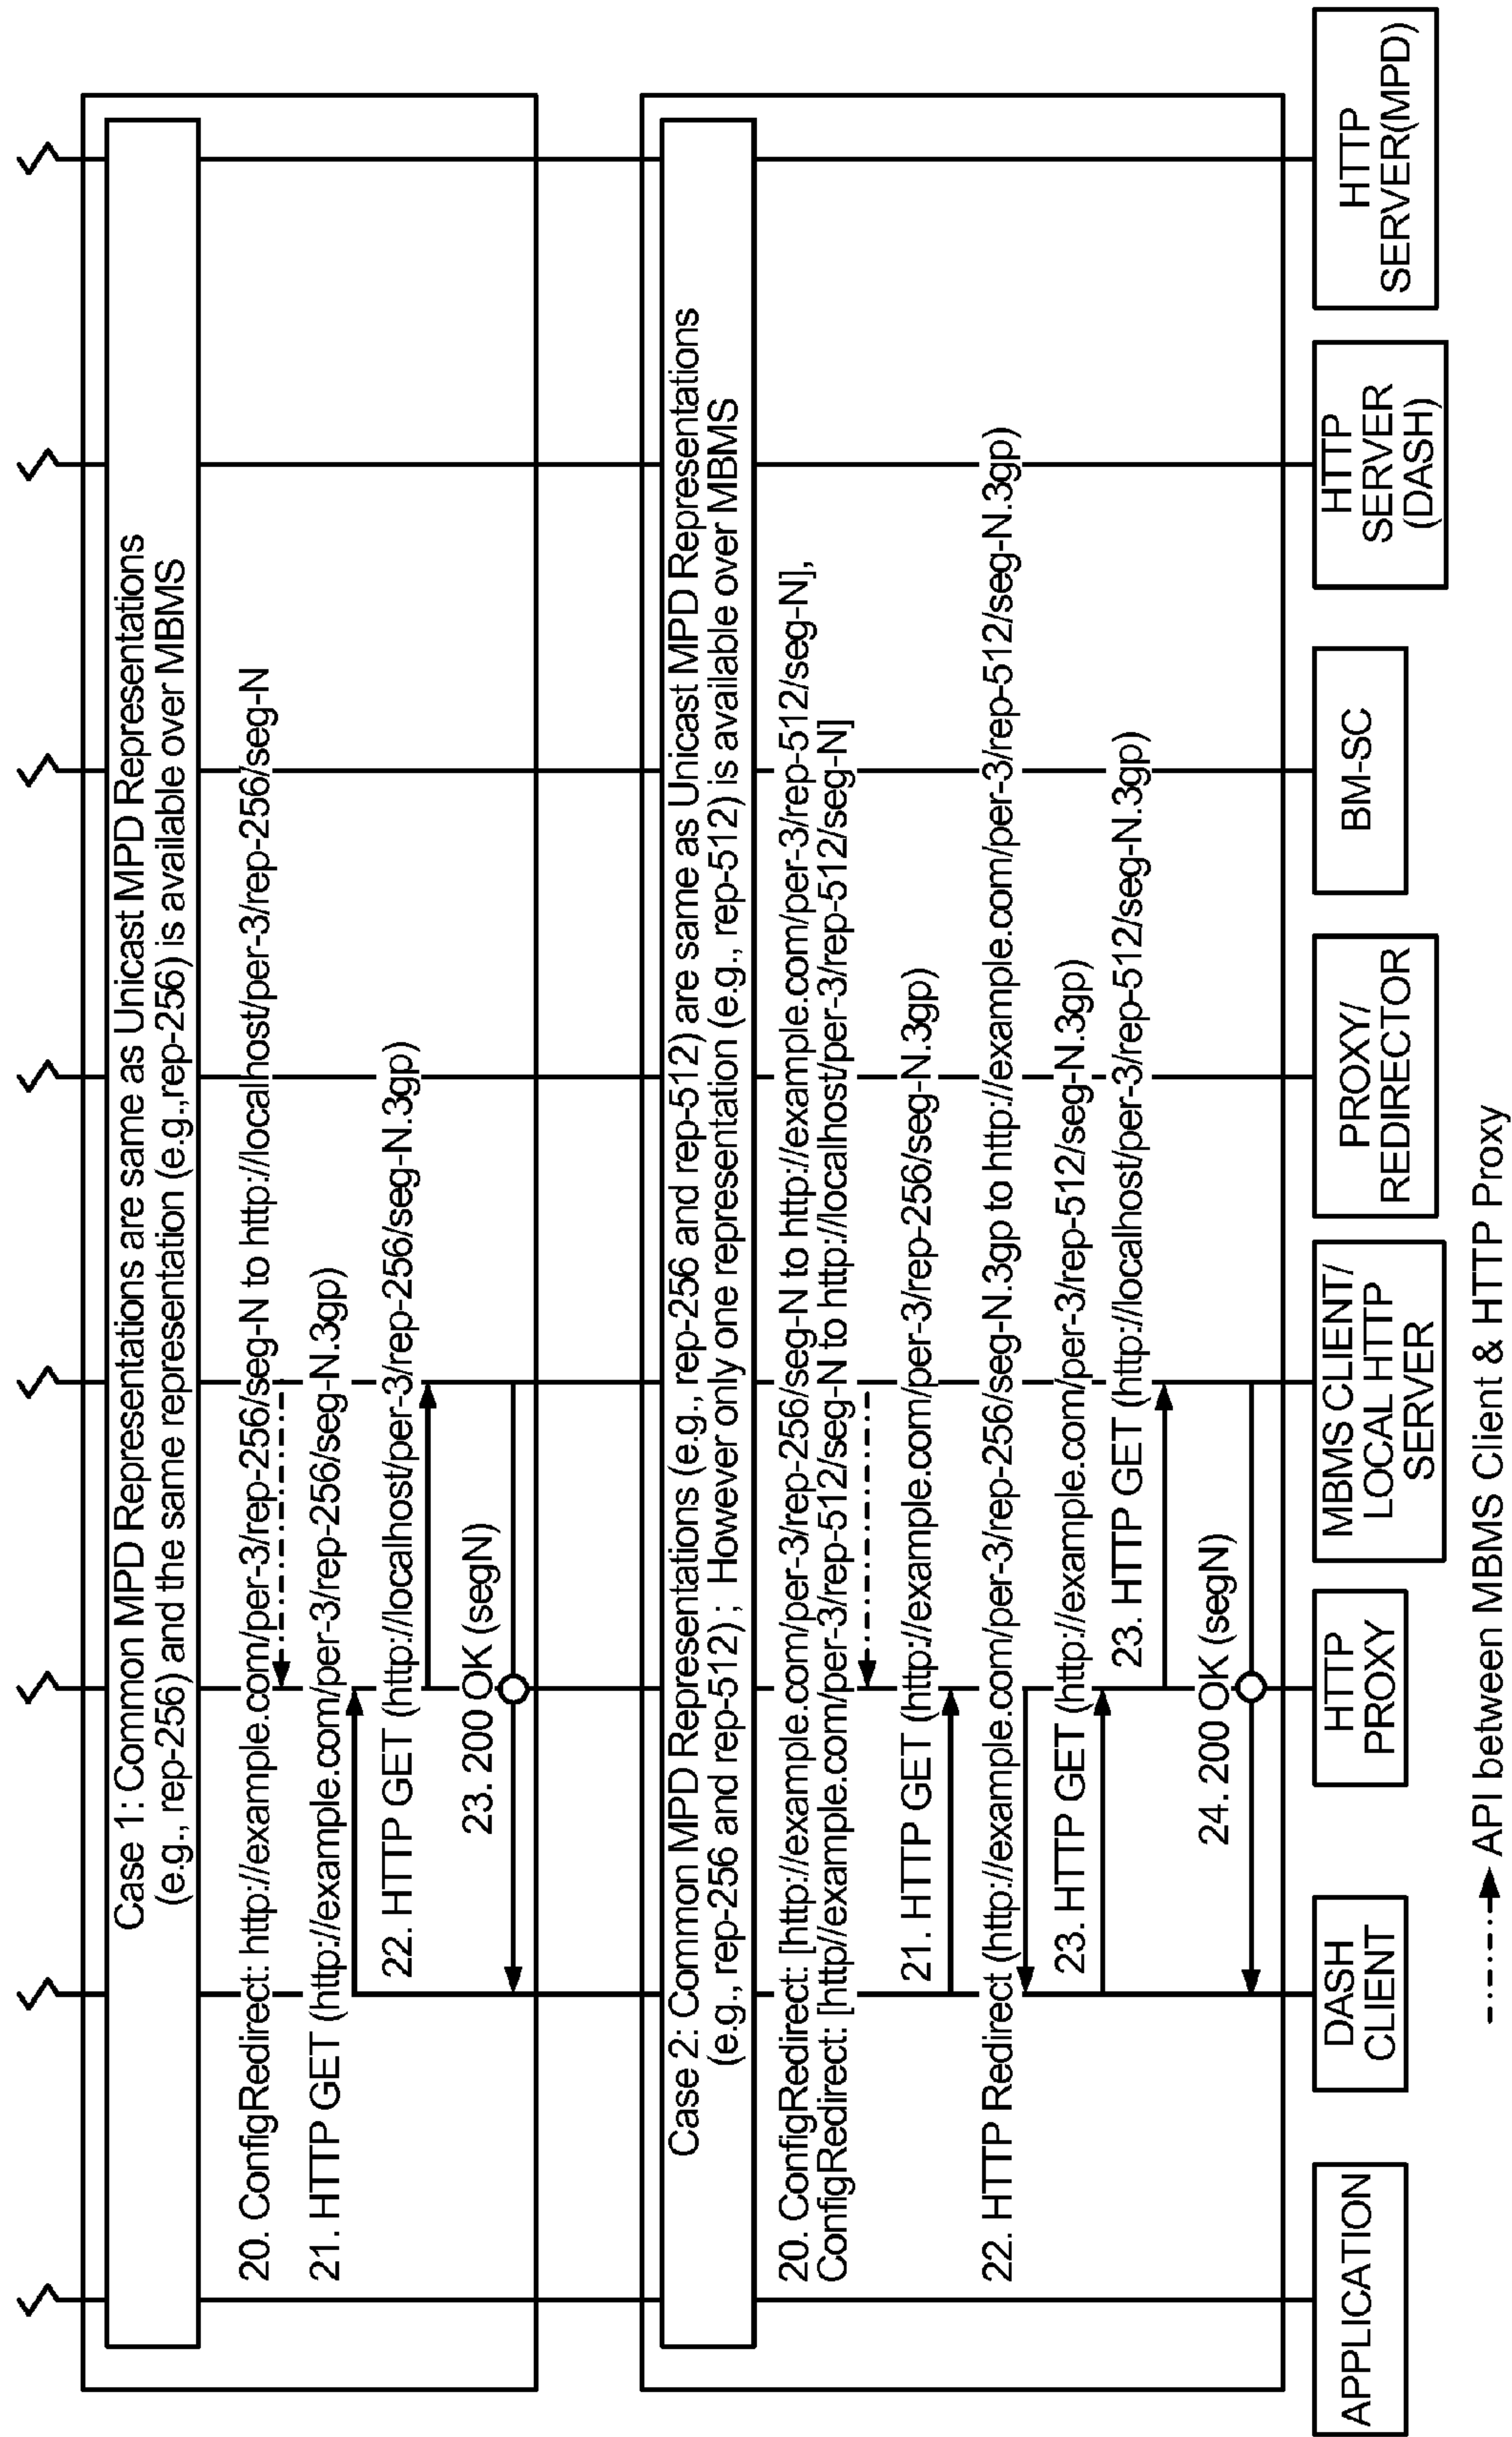 Case 1: Common MPD Representations are same as Unicast MPD Representations
(e.g., rep-256) and the same representation (e.g.,rep-256) is available over MBMS
20. ConfigRedirect: http://example.com/per-3/rep-256/seg-N to http://localhost/per-3/rep-256/seg-N
21. HTTP GET (http://example.com/per-3/rep-256/seg-N.3gp)
22. HTTP GET (http://localhost/per-3/rep-256/seg-N.3gp)
23. 200 OK (segN)
Case 2: Common MPD Representations (e.g., rep-256 and rep-512) are same as Unicast MPD Representations
(e.g., rep-256 and rep-512) ; However only one representation (e.g., rep-512) is available over MBMS
20. ConfigRedirect: [http://example.com/per-3/rep-256/seg-N to http://example.com/per-3/rep-512/seg-N],
ConfigRedirect: [http//example.com/per-3/rep-512/seg-N to http://localhost/per-3/rep-512/seg-N]
21. HTTP GET (http://example.com/per-3/rep-256/seg-N.3gp)
22. HTTP Redirect (http://example.com/per-3/rep-256/seg-N.3gp to http://example.com/per-3/rep-512/seg-N.3gp)
23. HTTP GET (http://example.com/per-3/rep-512/seg-N.3gp)
23. HTTP GET (http://localhost/per-3/rep-512/seg-N.3gp)
24. 200 OK (segN)
APPLICATION
DASH
CLIENT
HTTP
PROXY
MBMS CLIENT/
LOCAL HTTP
SERVER
PROXY/
REDIRECTOR
BM-SC
HTTP
SERVER
(DASH)
HTTP
SERVER(MPD)
API between MBMS Client & HTTP Proxy